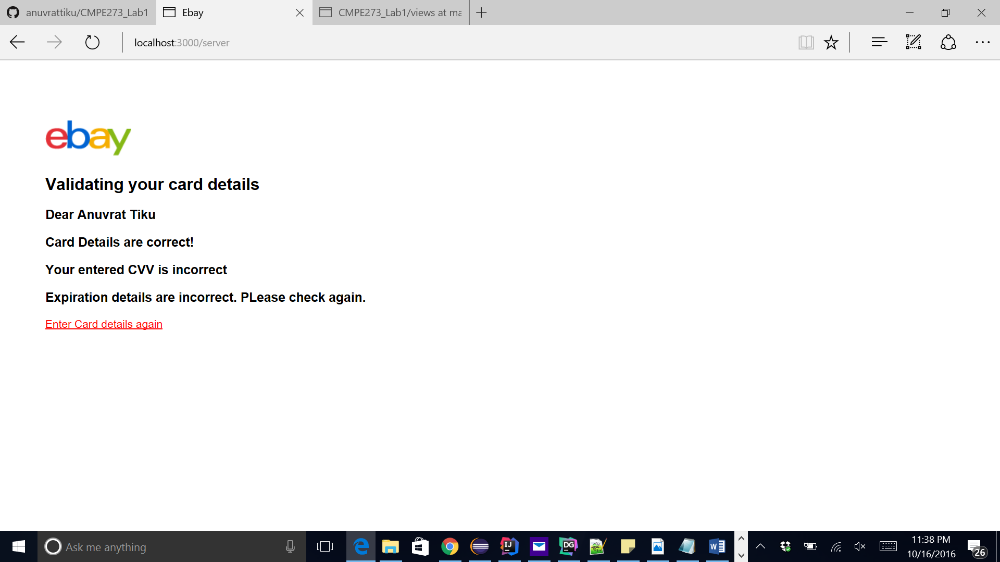 anuvrattiku/CMPE273_Lab1
Ebay
CMPE273_Lab1/views at ma
localhost:3000/server
ebay
Validating your card details
Dear Anuvrat Tiku
Card Details are correct!
Your entered CVV is incorrect
Expiration details are incorrect. PLease check again.
Enter Card details again
Ask me anything
IJ
DG
W
11:38 PM
10/16/2016
26